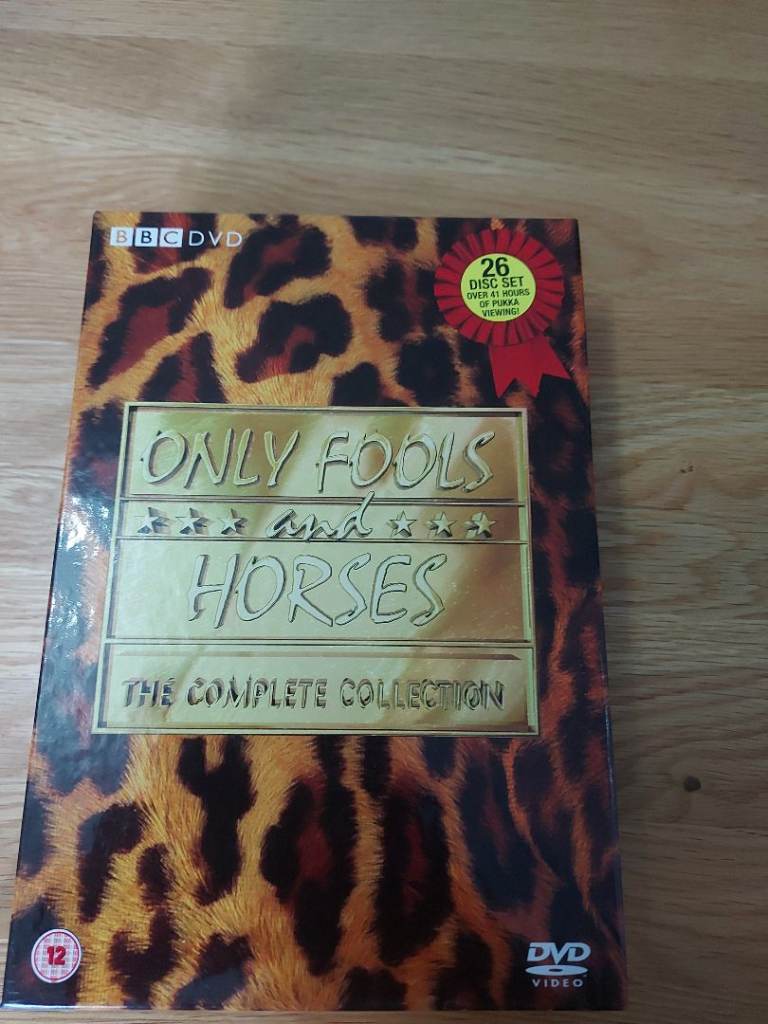 BBC DVD
26
DISC SET
OVER 41 HOURS
OF PUKKA
VIEWING!
ONLY FOOLS
and
HORSES
THE COMPLETE COLLECTION
12
DVD
VIDEO